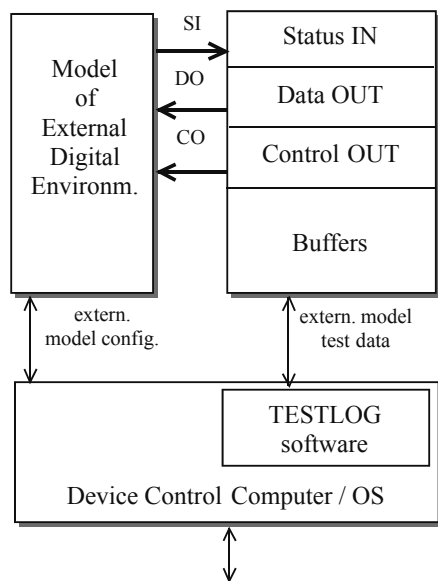 Model
of
External
Digital
Environm.
SI
DO
CO
Status IN
Data OUT
Control OUT
Buffers
extern.
model config.
extern. model
test data
TESTLOG
software
Device Control Computer / OS